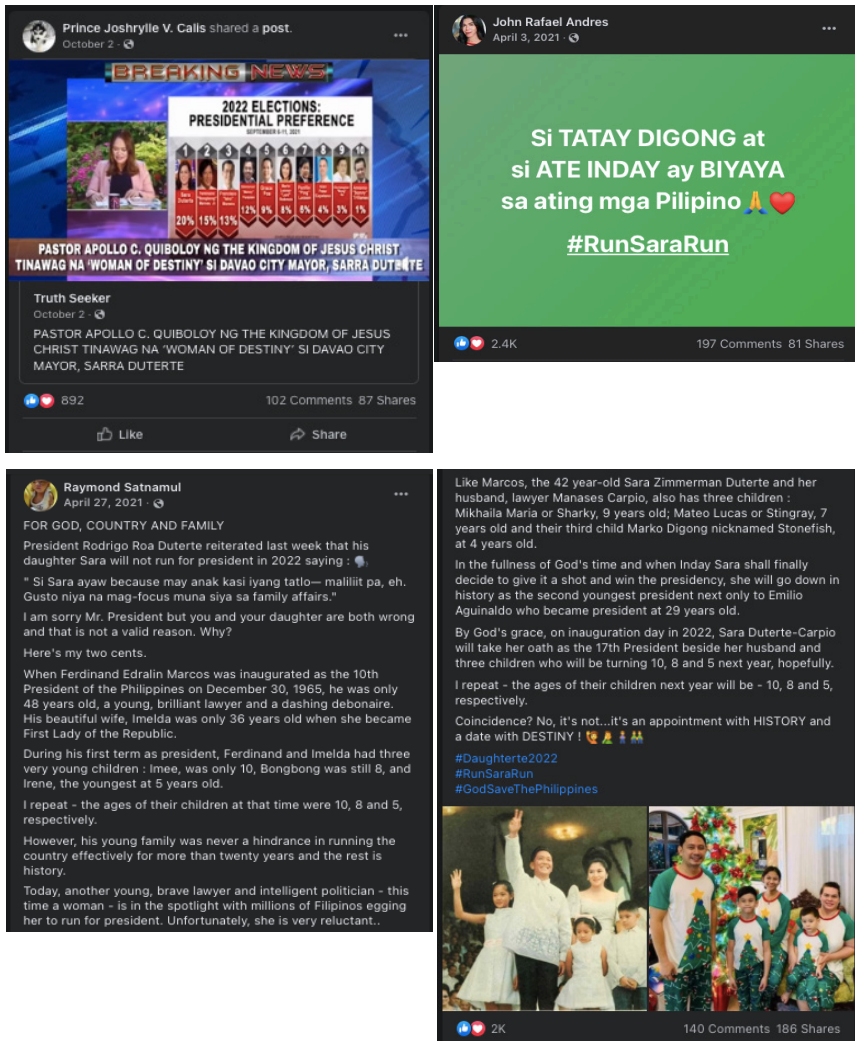 Prince Joshrylle V. Calis shared a post.
October 2
BREAKING NEWS
2022 ELECTIONS:
PRESIDENTIAL PREFERENCE
SEPTEMBER 6-11, 2021
1 2 3 4 5 6 7 8 9 10
Sara
20% 15% 13% 12% 9% 8% 6% 4% 3% 1%
PASTOR APOLLO C. QUIBOLOY NG THE KINGDOM OF JESUS CHRIST
TINAWAG NA 'WOMAN OF DESTINY' SI DAVAO CITY MAYOR, SARRA DUTERTE
Truth Seeker
October 2
PASTOR APOLLO C. QUIBOLOY NG THE KINGDOM OF JESUS
CHRIST TINAWAG NA 'WOMAN OF DESTINY' SI DAVAO CITY
MAYOR, SARRA DUTERTE
892
102 Comments 87 Shares
Like
Share
John Rafael Andres
April 3, 2021
Si TATAY DIGONG at
si ATE INDAY ay BIYAYA
sa ating mga Pilipino🙏❤️
#RunSaraRun
2.4K
197 Comments 81 Shares
Raymond Satnamul
April 27, 2021
FOR GOD, COUNTRY AND FAMILY
President Rodrigo Roa Duterte reiterated last week that his
daughter Sara will not run for president in 2022 saying : 🗣️
" Si Sara ayaw because may anak kasi iyang tatlo— maliliit pa, eh.
Gusto niya na mag-focus muna siya sa family affairs."
I am sorry Mr. President but you and your daughter are both wrong
and that is not a valid reason. Why?
Here's my two cents.
When Ferdinand Edralin Marcos was inaugurated as the 10th
President of the Philippines on December 30, 1965, he was only
48 years old, a young, brilliant lawyer and a dashing debonaire.
His beautiful wife, Imelda was only 36 years old when she became
First Lady of the Republic.
During his first term as president, Ferdinand and Imelda had three
very young children : Imee, was only 10, Bongbong was still 8, and
Irene, the youngest at 5 years old.
I repeat - the ages of their children at that time were 10, 8 and 5,
respectively.
However, his young family was never a hindrance in running the
country effectively for more than twenty years and the rest is
history.
Today, another young, brave lawyer and intelligent politician - this
time a woman - is in the spotlight with millions of Filipinos egging
her to run for president. Unfortunately, she is very reluctant..
Like Marcos, the 42 year-old Sara Zimmerman Duterte and her
husband, lawyer Manases Carpio, also has three children :
Mikhaila Maria or Sharky, 9 years old; Mateo Lucas or Stingray, 7
years old and their third child Marko Digong nicknamed Stonefish,
at 4 years old.
In the fullness of God's time and when Inday Sara shall finally
decide to give it a shot and win the presidency, she will go down in
history as the second youngest president next only to Emilio
Aguinaldo who became president at 29 years old.
By God's grace, on inauguration day in 2022, Sara Duterte-Carpio
will take her oath as the 17th President beside her husband and
three children who will be turning 10, 8 and 5 next year, hopefully.
I repeat - the ages of their children next year will be - 10, 8 and 5,
respectively.
Coincidence? No, it's not...it's an appointment with HISTORY and
a date with DESTINY !
#Daughterte2022
#RunSaraRun
#GodSaveThePhilippines
2K
140 Comments 186 Shares